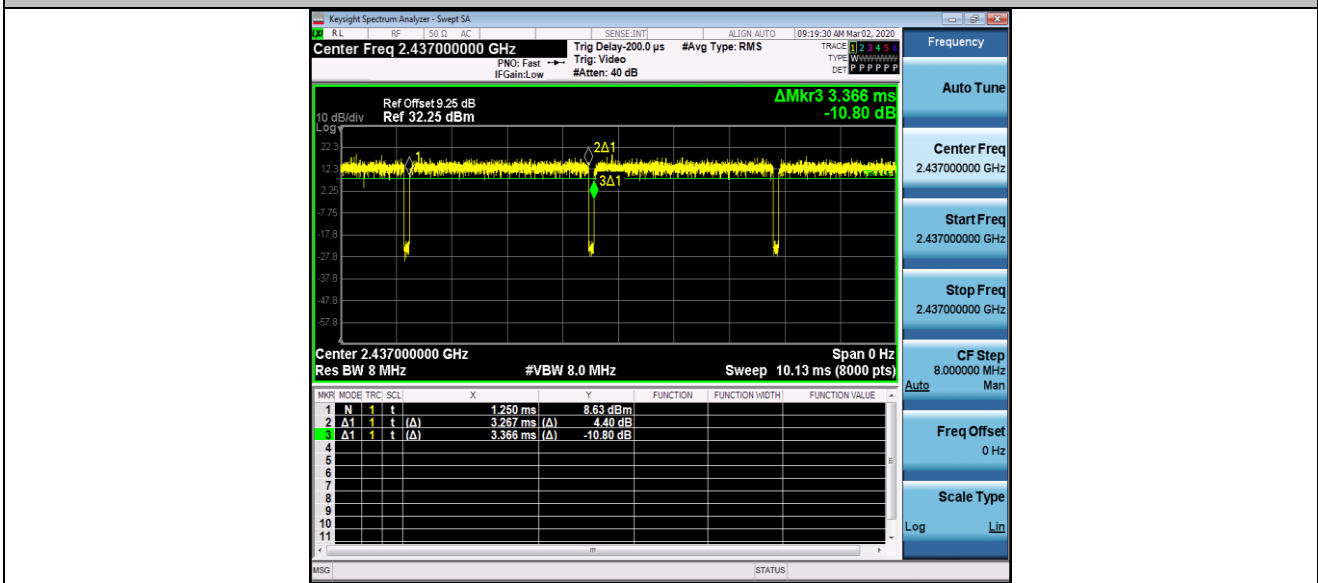 Keysight Spectrum Analyzer - Swept SA
LXI RL RF 50 Ω AC SENSE:INT ALIGN AUTO 09:19:30 AM Mar 02, 2020
Center Freq 2.437000000 GHz Trig Delay-200.0 µs #Avg Type: RMS TRACE 1 2 3 4 5 6
PNO: Fast Trig: Video TYPE WWWWWW
IFGain:Low #Atten: 40 dB DET P P P P P P
ΔMkr3 3.366 ms
Ref Offset 9.25 dB
-10.80 dB
10 dB/div Ref 32.25 dBm
Log
22.3
12.3
2.25
-7.75
-17.8
-27.8
-37.8
-47.8
-57.8
1
2Δ1
3Δ1
Center 2.437000000 GHz Span 0 Hz
Res BW 8 MHz #VBW 8.0 MHz Sweep 10.13 ms (8000 pts)
MKR MODE TRC SCL X Y FUNCTION FUNCTION WIDTH FUNCTION VALUE
1 N 1 t 1.250 ms 8.63 dBm
2 Δ1 1 t (Δ) 3.267 ms (Δ) 4.40 dB
3 Δ1 1 t (Δ) 3.366 ms (Δ) -10.80 dB
4
5
6
7
8
9
10
11
MSG STATUS
Frequency
Auto Tune
Center Freq
2.437000000 GHz
Start Freq
2.437000000 GHz
Stop Freq
2.437000000 GHz
CF Step
8.000000 MHz
Auto Man
Freq Offset
0 Hz
Scale Type
Log Lin